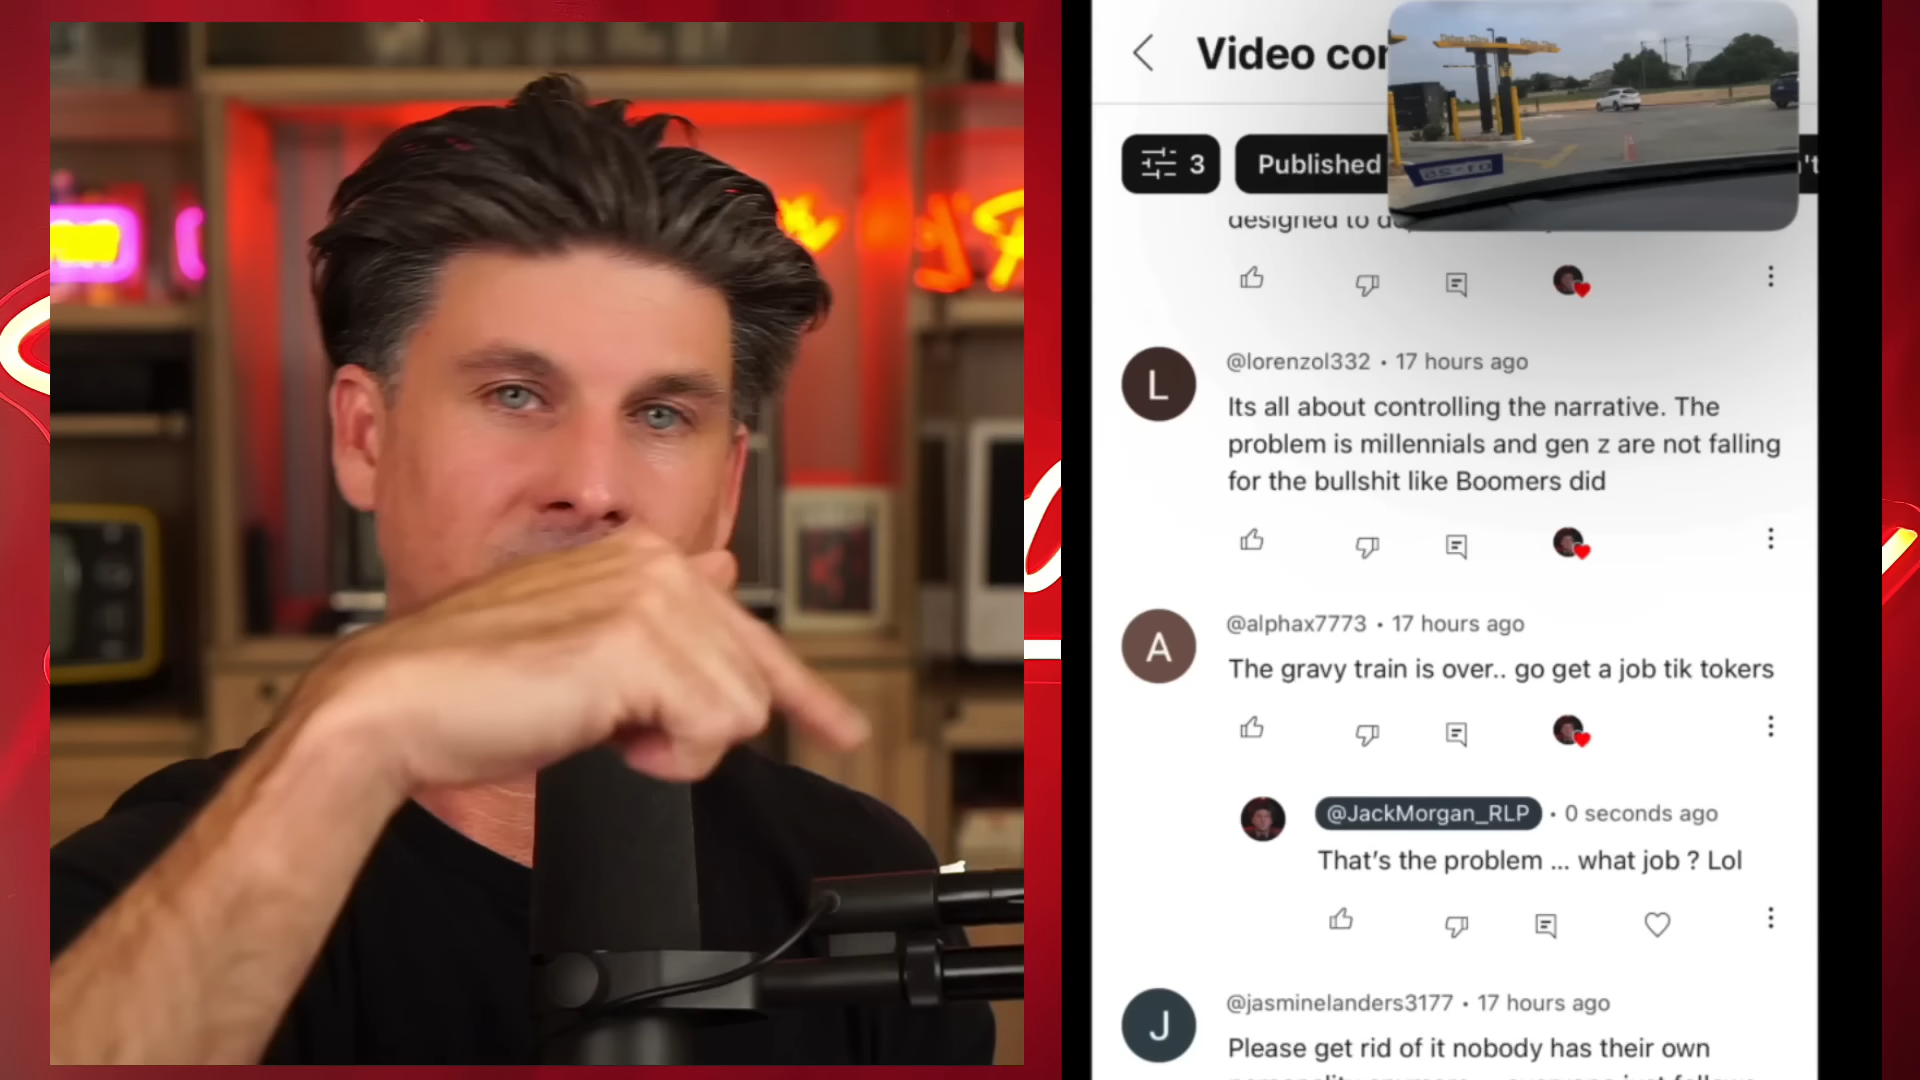 Video
3
Published
designed to
@lorenzol332 • 17 hours ago
Its all about controlling the narrative. The
problem is millennials and gen z are not falling
for the bullshit like Boomers did
@alphax7773 • 17 hours ago
The gravy train is over.. go get a job tik tokers
@JackMorgan_RLP • 0 seconds ago
That's the problem ... what job ? Lol
@jasminelanders3177 • 17 hours ago
Please get rid of it nobody has their own
L
A
J